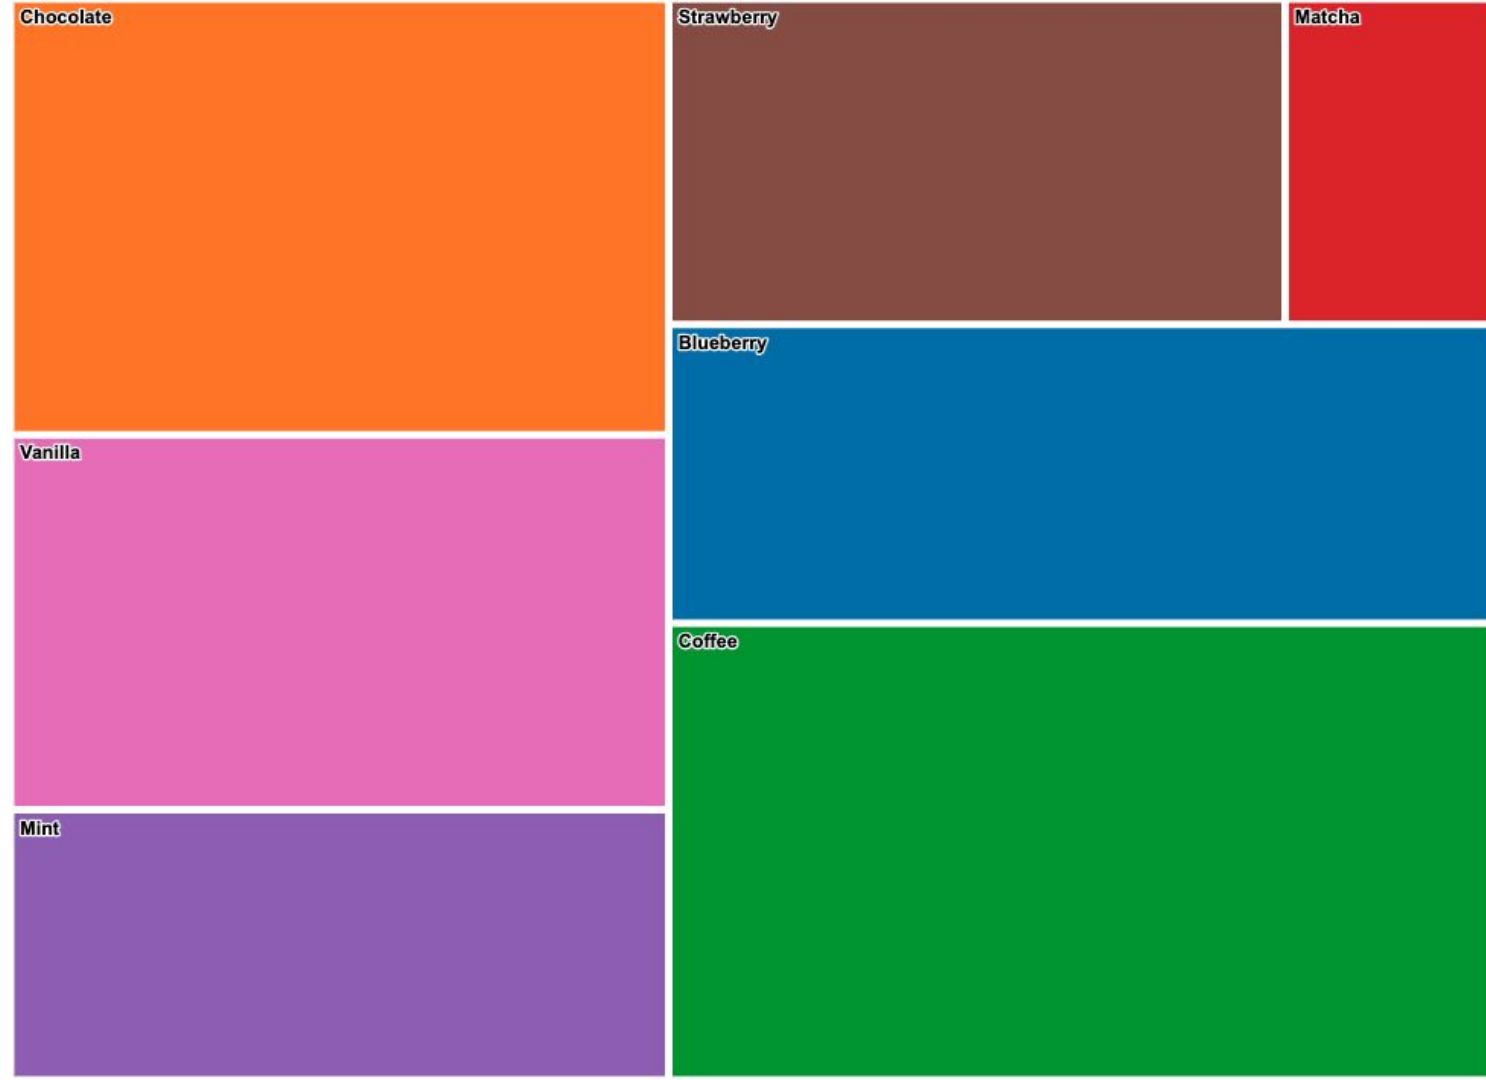 Chocolate
Strawberry
Matcha
Blueberry
Vanilla
Coffee
Mint